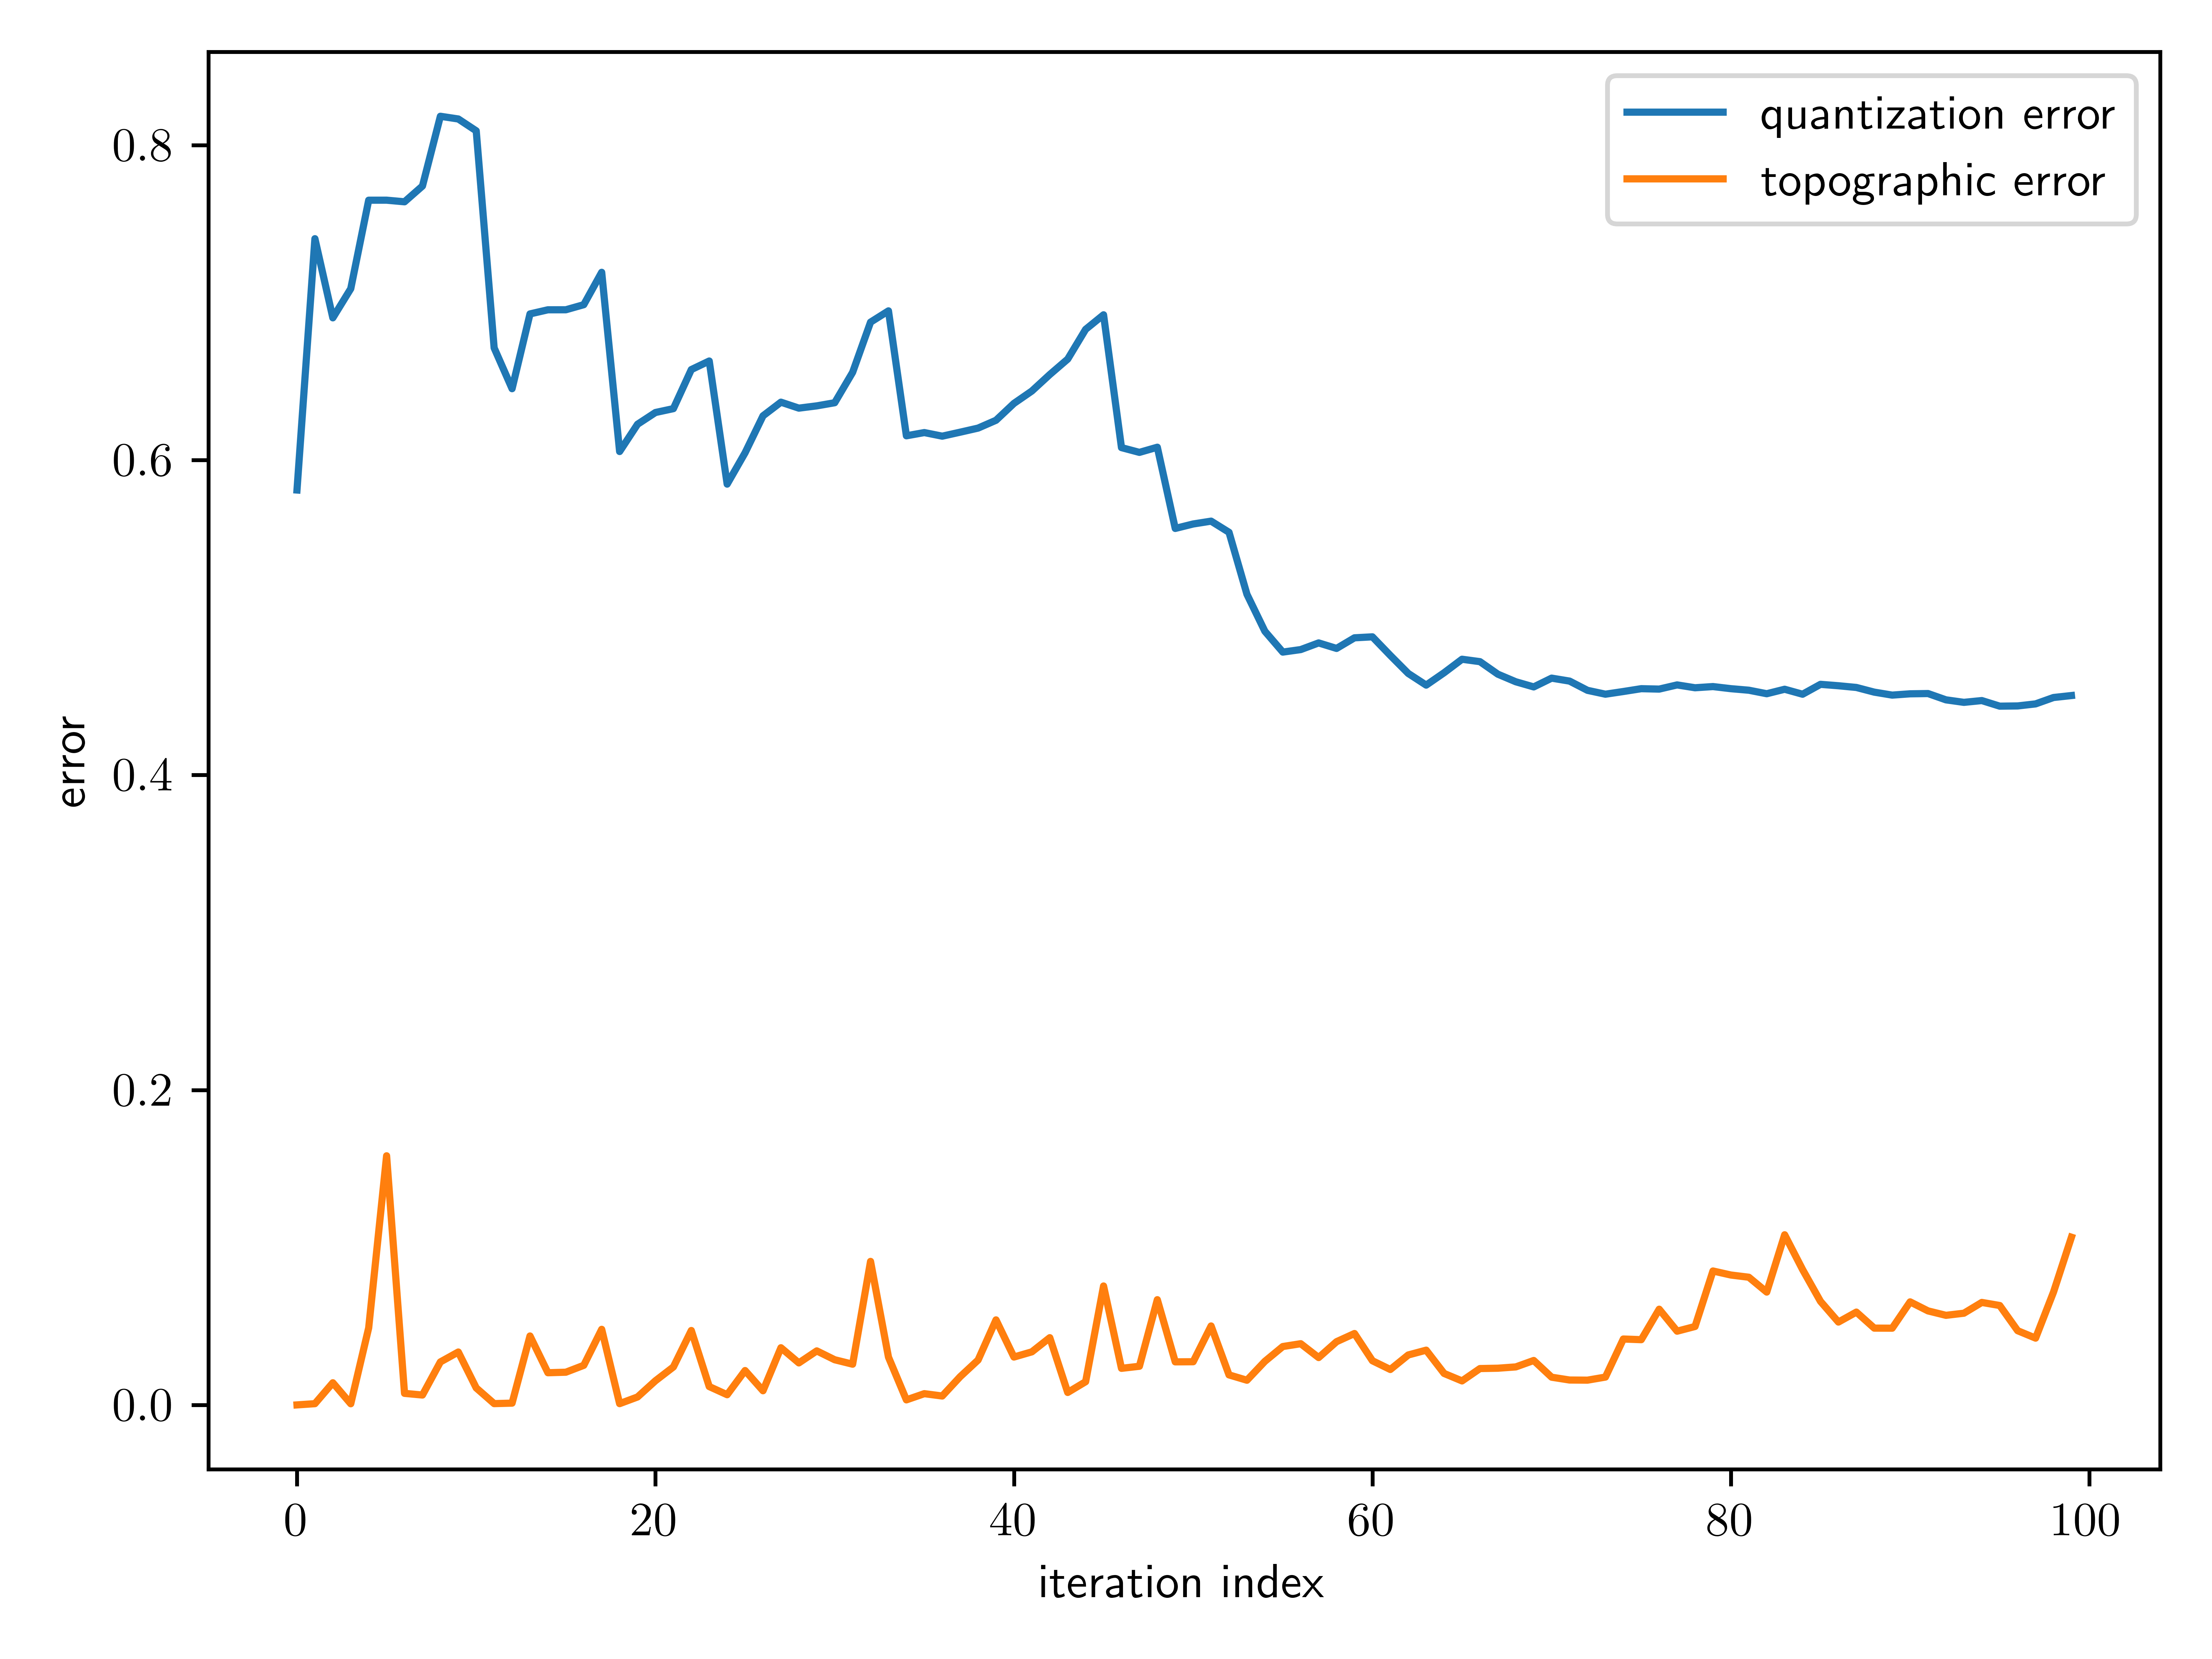 quantization error
topographic error
0.8
0.6
0.4
0.2
0.0
error
0 20 40 60 80 100
iteration index